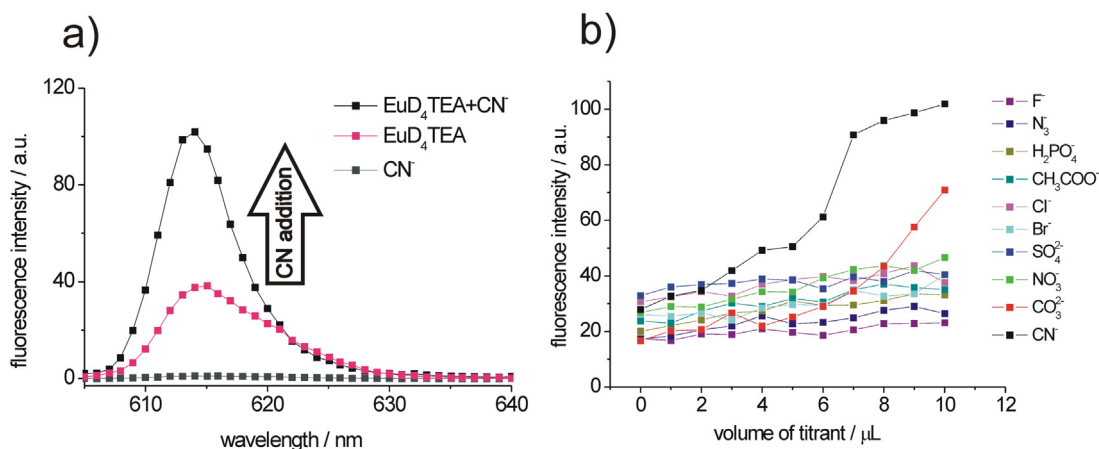 a)
120
80
40
0
610
620
630
640
fluorescence intensity / a.u.
wavelength / nm
EuD₄TEA+CN⁻
EuD₄TEA
CN⁻
CN addition
b)
100
80
60
40
20
0
0
2
4
6
8
10
12
fluorescence intensity / a.u.
volume of titrant / μL
F⁻
N₃⁻
H₂PO₄⁻
CH₃COO⁻
Cl⁻
Br⁻
SO₄²⁻
NO₃⁻
CO₃²⁻
CN⁻